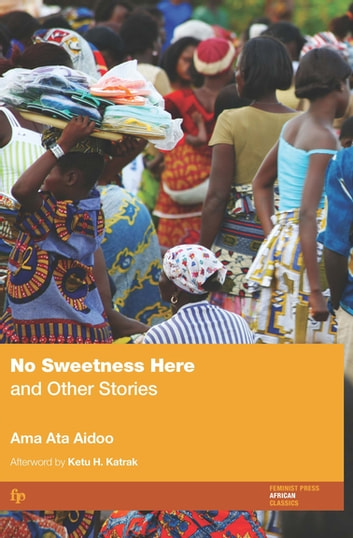 No Sweetness Here
and Other Stories
Ama Ata Aidoo
Afterword by Ketu H. Katrak
fp
FEMINIST PRESS
AFRICAN
CLASSICS